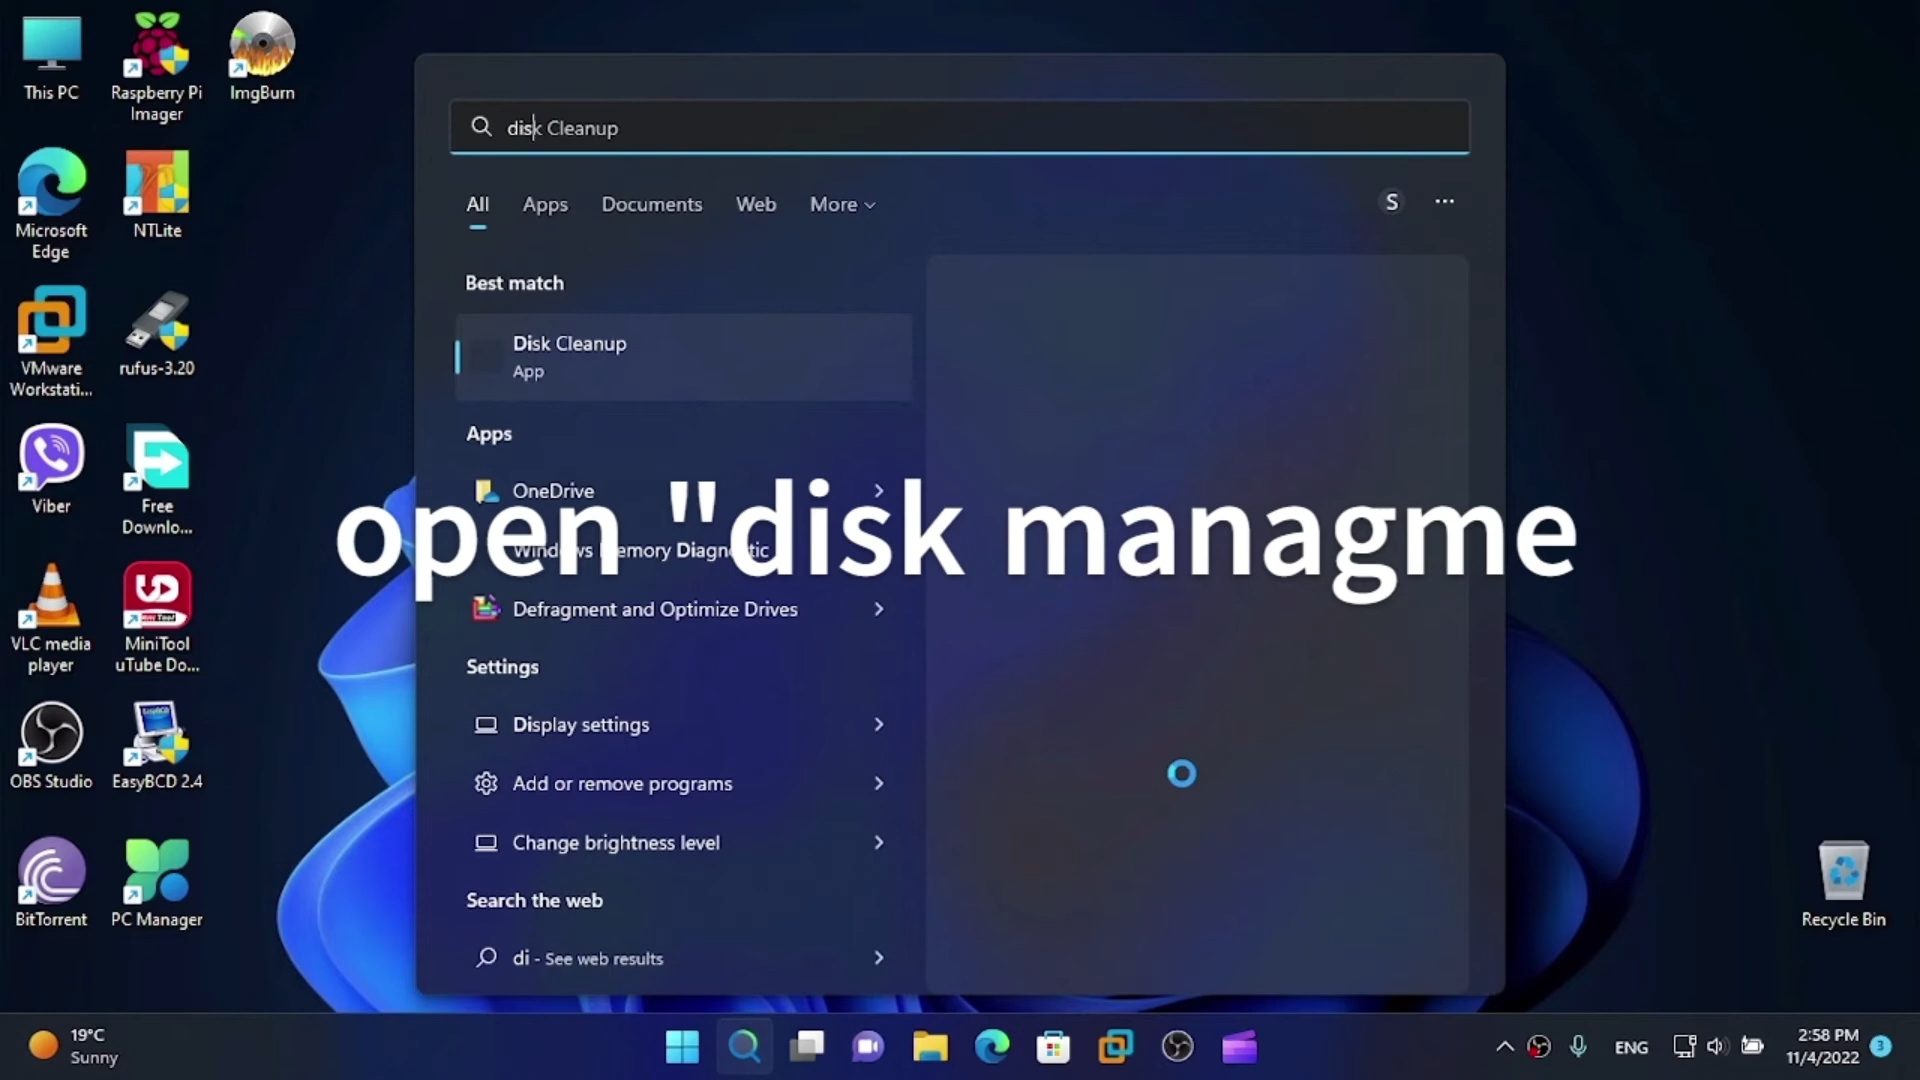 This PC
Raspberry Pi
Imager
ImgBurn
Microsoft
Edge
NTLite
VMware
Workstati...
rufus-3.20
Viber
Free
Downlo...
VLC media
player
MiniTool
uTube Do...
OBS Studio
EasyBCD 2.4
BitTorrent
PC Manager
disk Cleanup
All
Apps
Documents
Web
More
S
Best match
Disk Cleanup
App
Apps
OneDrive
Windows Memory Diagnostic
open "disk managme
Defragment and Optimize Drives
Settings
Display settings
Add or remove programs
Change brightness level
Search the web
di - See web results
Recycle Bin
19°C
Sunny
ENG
2:58 PM
11/4/2022
3